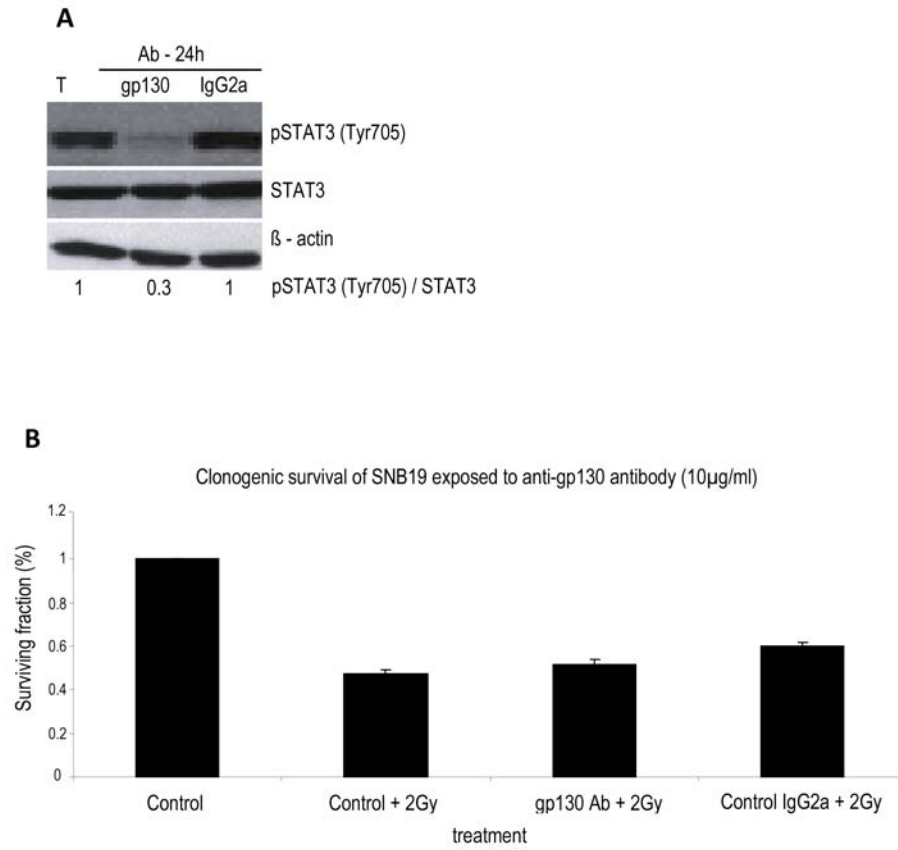 A
Ab - 24h
T gp130 IgG2a
pSTAT3 (Tyr705)
STAT3
ß - actin
1 0.3 1 pSTAT3 (Tyr705) / STAT3
B
Clonogenic survival of SNB19 exposed to anti-gp130 antibody (10µg/ml)
Surviving fraction (%)
1.2
1
0.8
0.6
0.4
0.2
0
Control Control + 2Gy gp130 Ab + 2Gy Control IgG2a + 2Gy
treatment